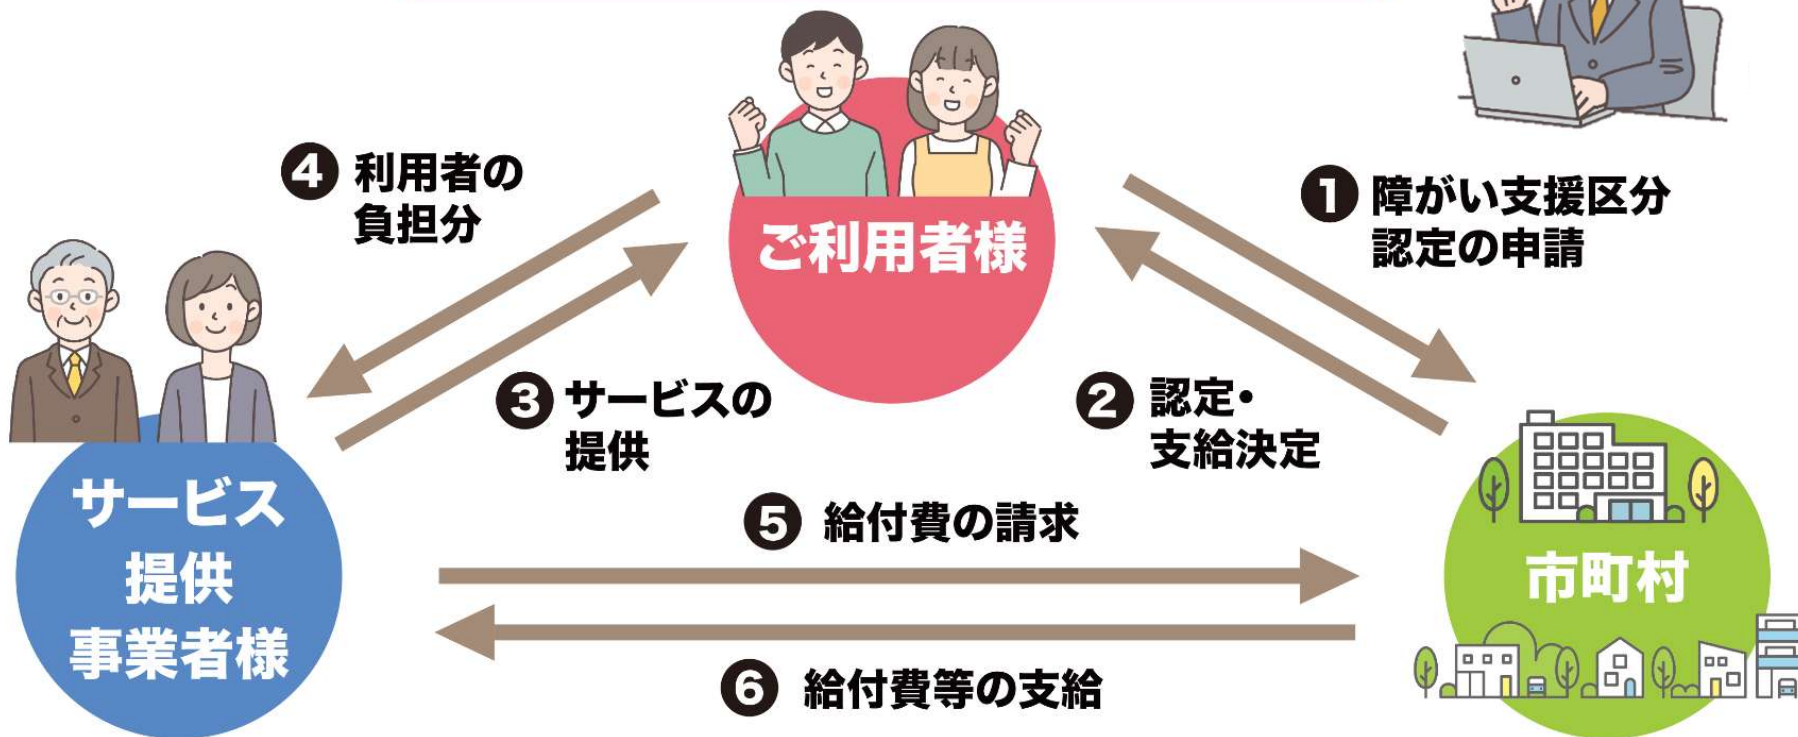 ご利用者様
❶ 障がい支援区分
認定の申請
❷ 認定・
支給決定
❸ サービスの
提供
❹ 利用者の
負担分
サービス
提供
事業者様
❺ 給付費の請求
❻ 給付費等の支給
市町村